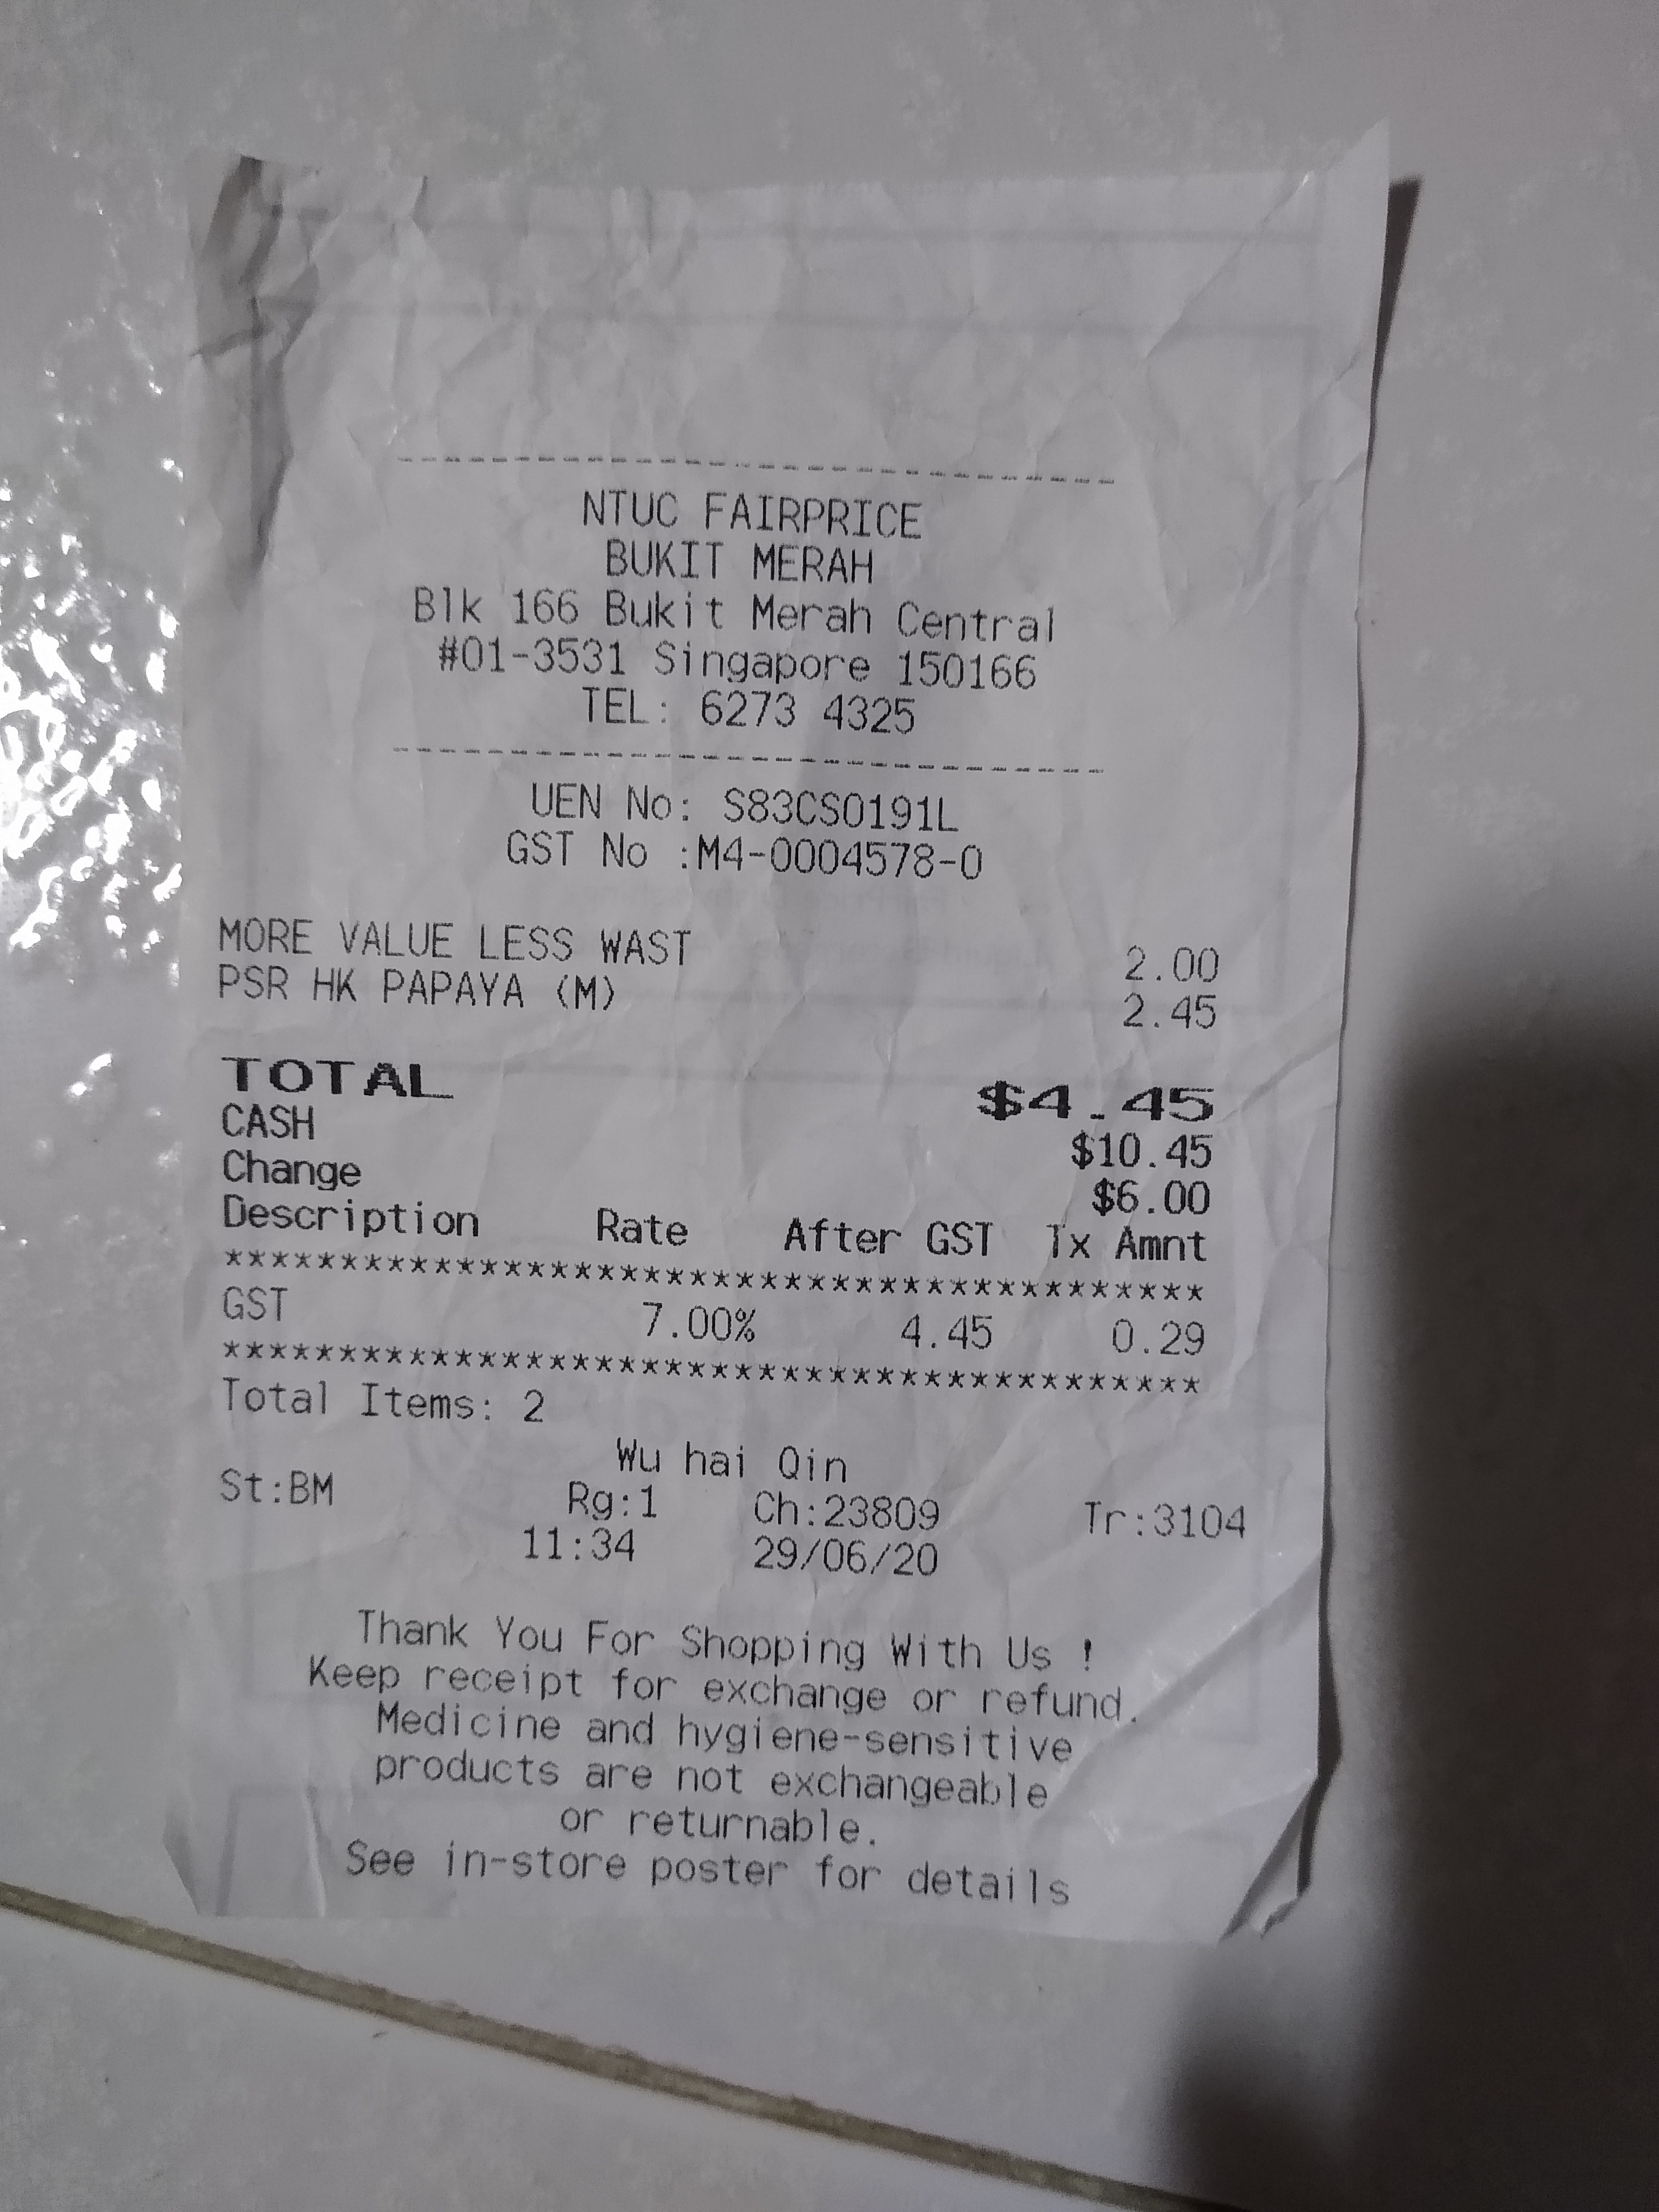 NTUC FAIRPRICE
BUKIT MERAH
Blk 166 Bukit Merah Central
#01-3531 Singapore 150166
TEL: 6273 4325
UEN No: S83CS0191L
GST No :M4-0004578-0
MORE VALUE LESS WAST 2.00
PSR HK PAPAYA (M) 2.45
TOTAL $4.45
CASH $10.45
Change $6.00
Description Rate After GST Tx Amnt
******************************************
GST 7.00% 4.45 0.29
******************************************
Total Items: 2
Wu hai Qin
St:BM Rg:1 Ch:23809 Tr:3104
11:34 29/06/20
Thank You For Shopping With Us !
Keep receipt for exchange or refund.
Medicine and hygiene-sensitive
products are not exchangeable
or returnable.
See in-store poster for details